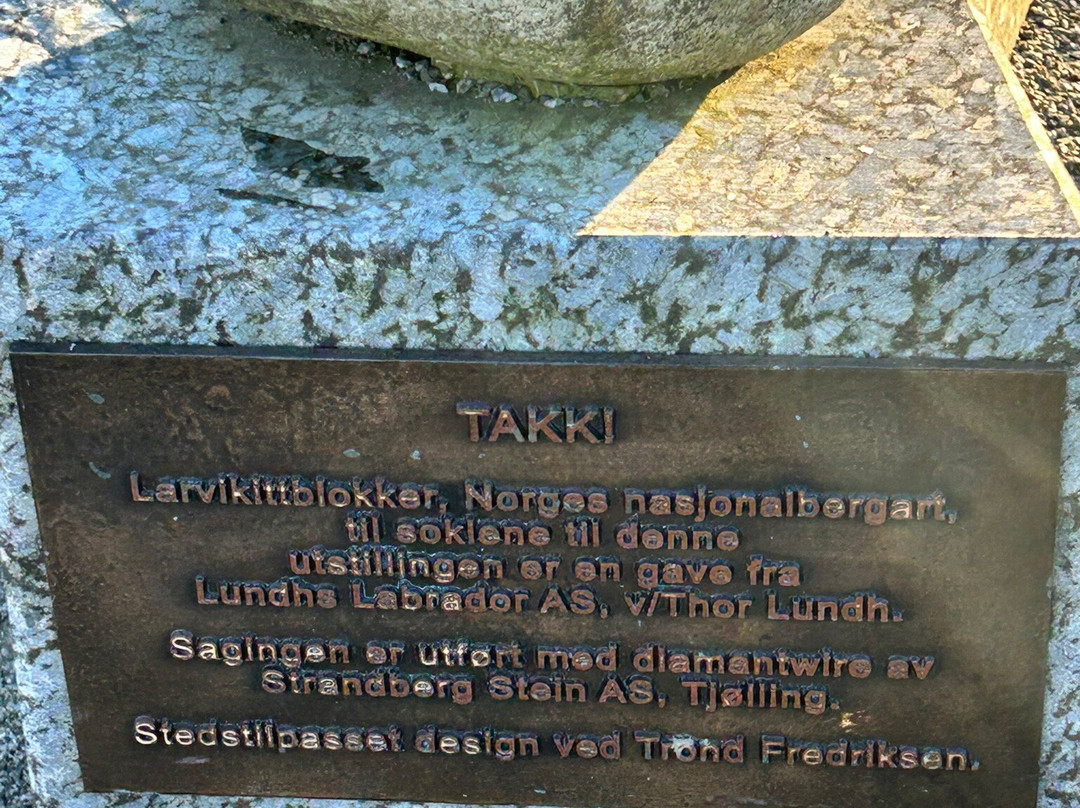 TAKK!
Larvikittblokker, Norges nasjonalbergart,
til soklene til denne
utstillingen er en gave fra
Lundhs Labrador AS, v/Thor Lundh.
Sagingen er utført med diamantwire av
Strandberg Stein AS, Tjølling.
Stedstilpasset design ved Trond Fredriksen.